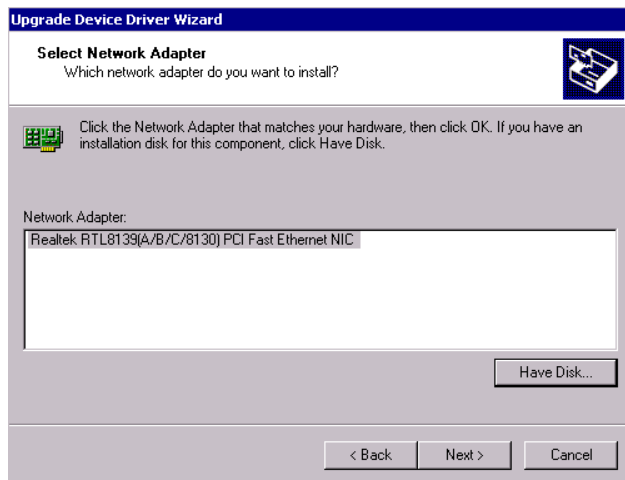 Upgrade Device Driver Wizard
Select Network Adapter
Which network adapter do you want to install?
Click the Network Adapter that matches your hardware, then click OK. If you have an
installation disk for this component, click Have Disk.
Network Adapter:
Realtek RTL8139(A/B/C/8130) PCI Fast Ethernet NIC
Have Disk...
< Back
Next >
Cancel